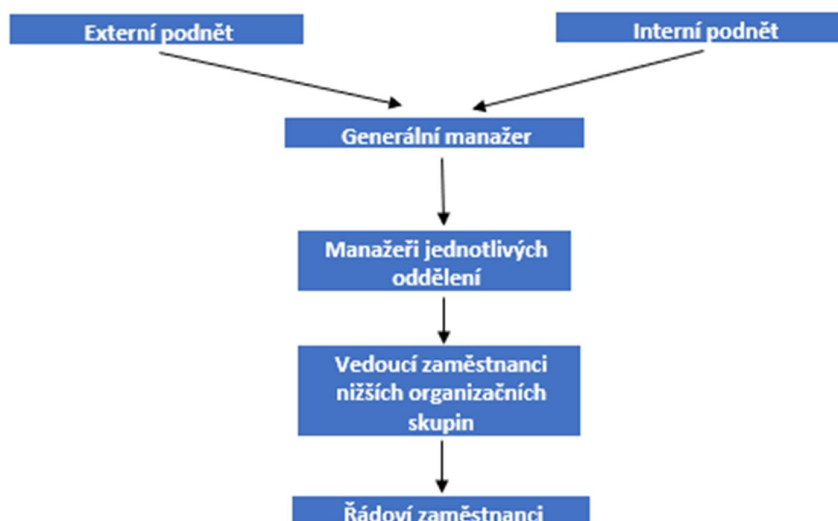 Externí podnět
Interní podnět
Generální manažer
Manažeři jednotlivých
oddělení
Vedoucí zaměstnanci
nižších organizačních
skupin
Řádoví zaměstnanci